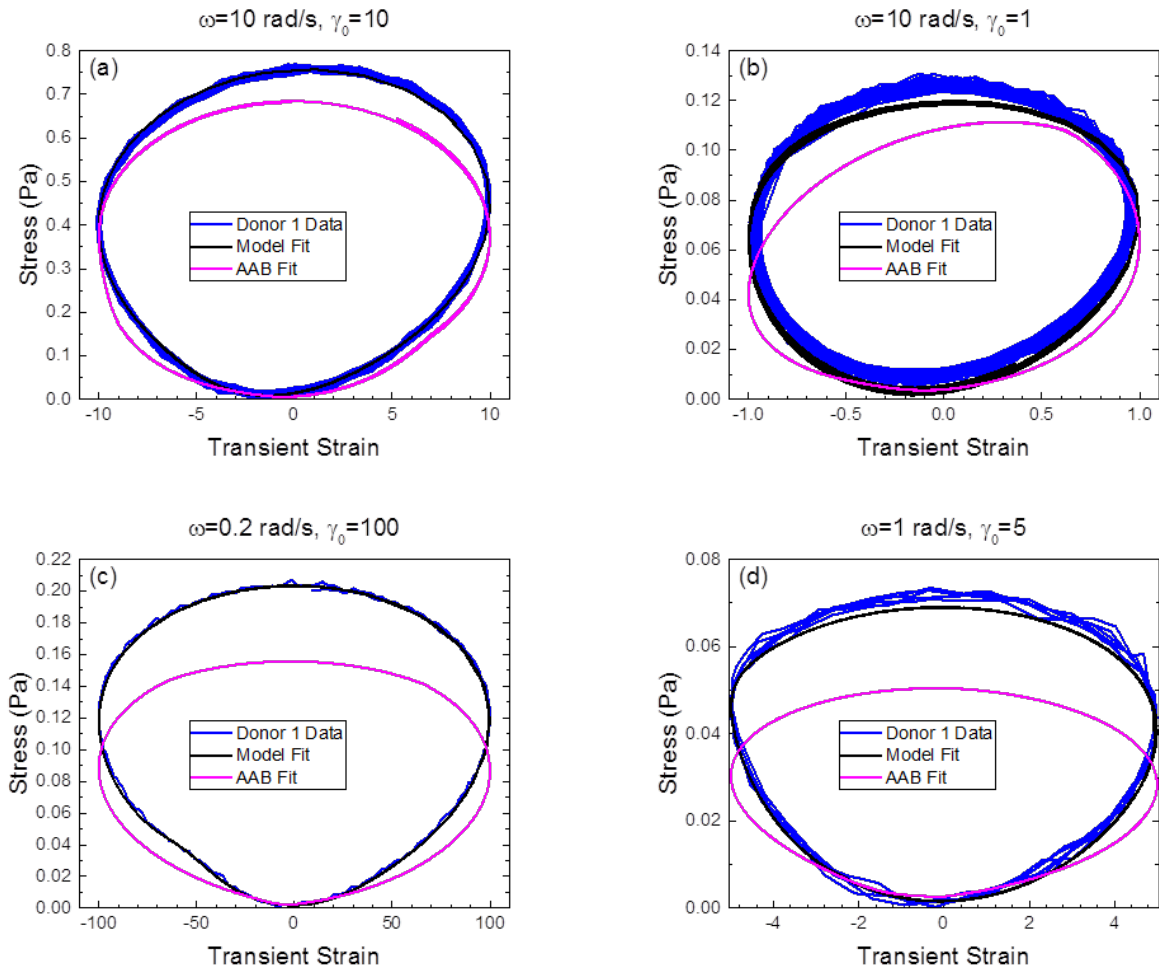 ω=10 rad/s, γ₀=10
(a)
Stress (Pa)
0.8
0.7
0.6
0.5
0.4
0.3
0.2
0.1
0.0
-10
-5
0
5
10
Transient Strain
Donor 1 Data
Model Fit
AAB Fit
ω=10 rad/s, γ₀=1
(b)
Stress (Pa)
0.14
0.12
0.10
0.08
0.06
0.04
0.02
0.00
-1.0
-0.5
0.0
0.5
1.0
Transient Strain
Donor 1 Data
Model Fit
AAB Fit
ω=0.2 rad/s, γ₀=100
(c)
Stress (Pa)
0.22
0.20
0.18
0.16
0.14
0.12
0.10
0.08
0.06
0.04
0.02
0.00
-100
-50
0
50
100
Transient Strain
Donor 1 Data
Model Fit
AAB Fit
ω=1 rad/s, γ₀=5
(d)
Stress (Pa)
0.08
0.06
0.04
0.02
0.00
-4
-2
0
2
4
Transient Strain
Donor 1 Data
Model Fit
AAB Fit